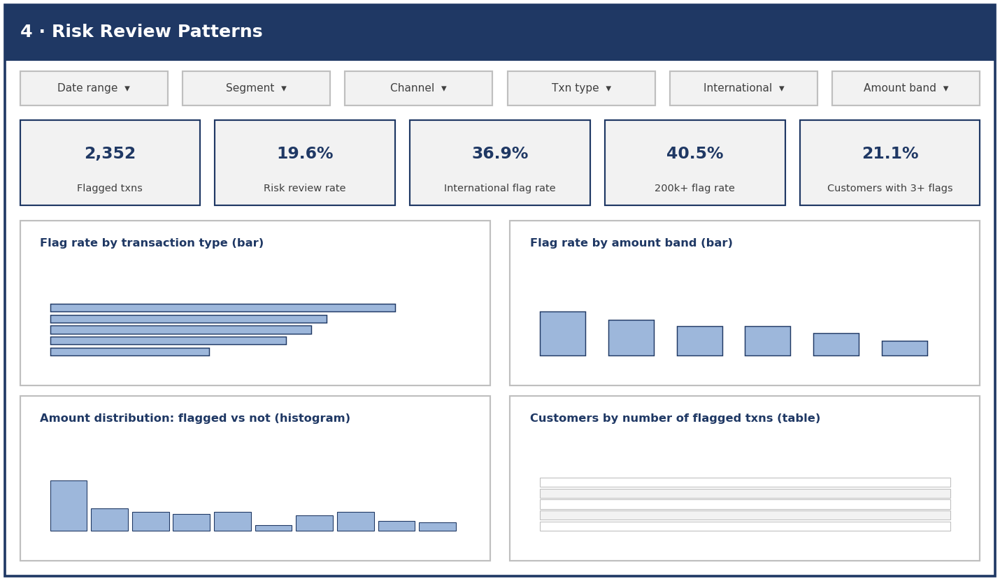 4 · Risk Review Patterns
Date range ▾
Segment ▾
Channel ▾
Txn type ▾
International ▾
Amount band ▾
2,352
Flagged txns
19.6%
Risk review rate
36.9%
International flag rate
40.5%
200k+ flag rate
21.1%
Customers with 3+ flags
Flag rate by transaction type (bar)
Flag rate by amount band (bar)
Amount distribution: flagged vs not (histogram)
Customers by number of flagged txns (table)